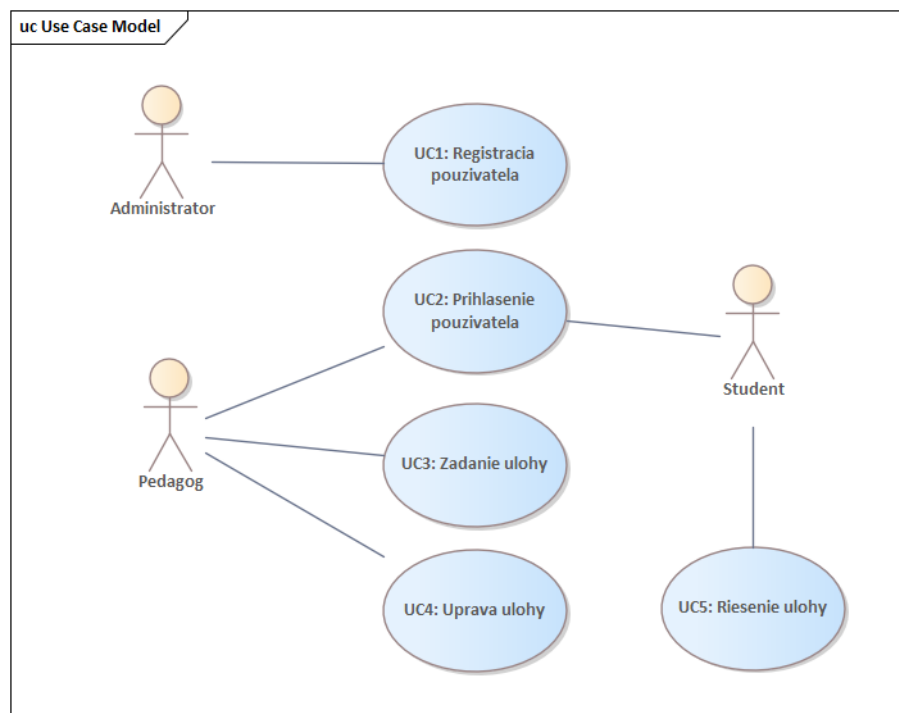 uc Use Case Model
Administrator
UC1: Registracia
pouzivatela
UC2: Prihlasenie
pouzivatela
Student
Pedagog
UC3: Zadanie ulohy
UC4: Uprava ulohy
UC5: Riesenie ulohy